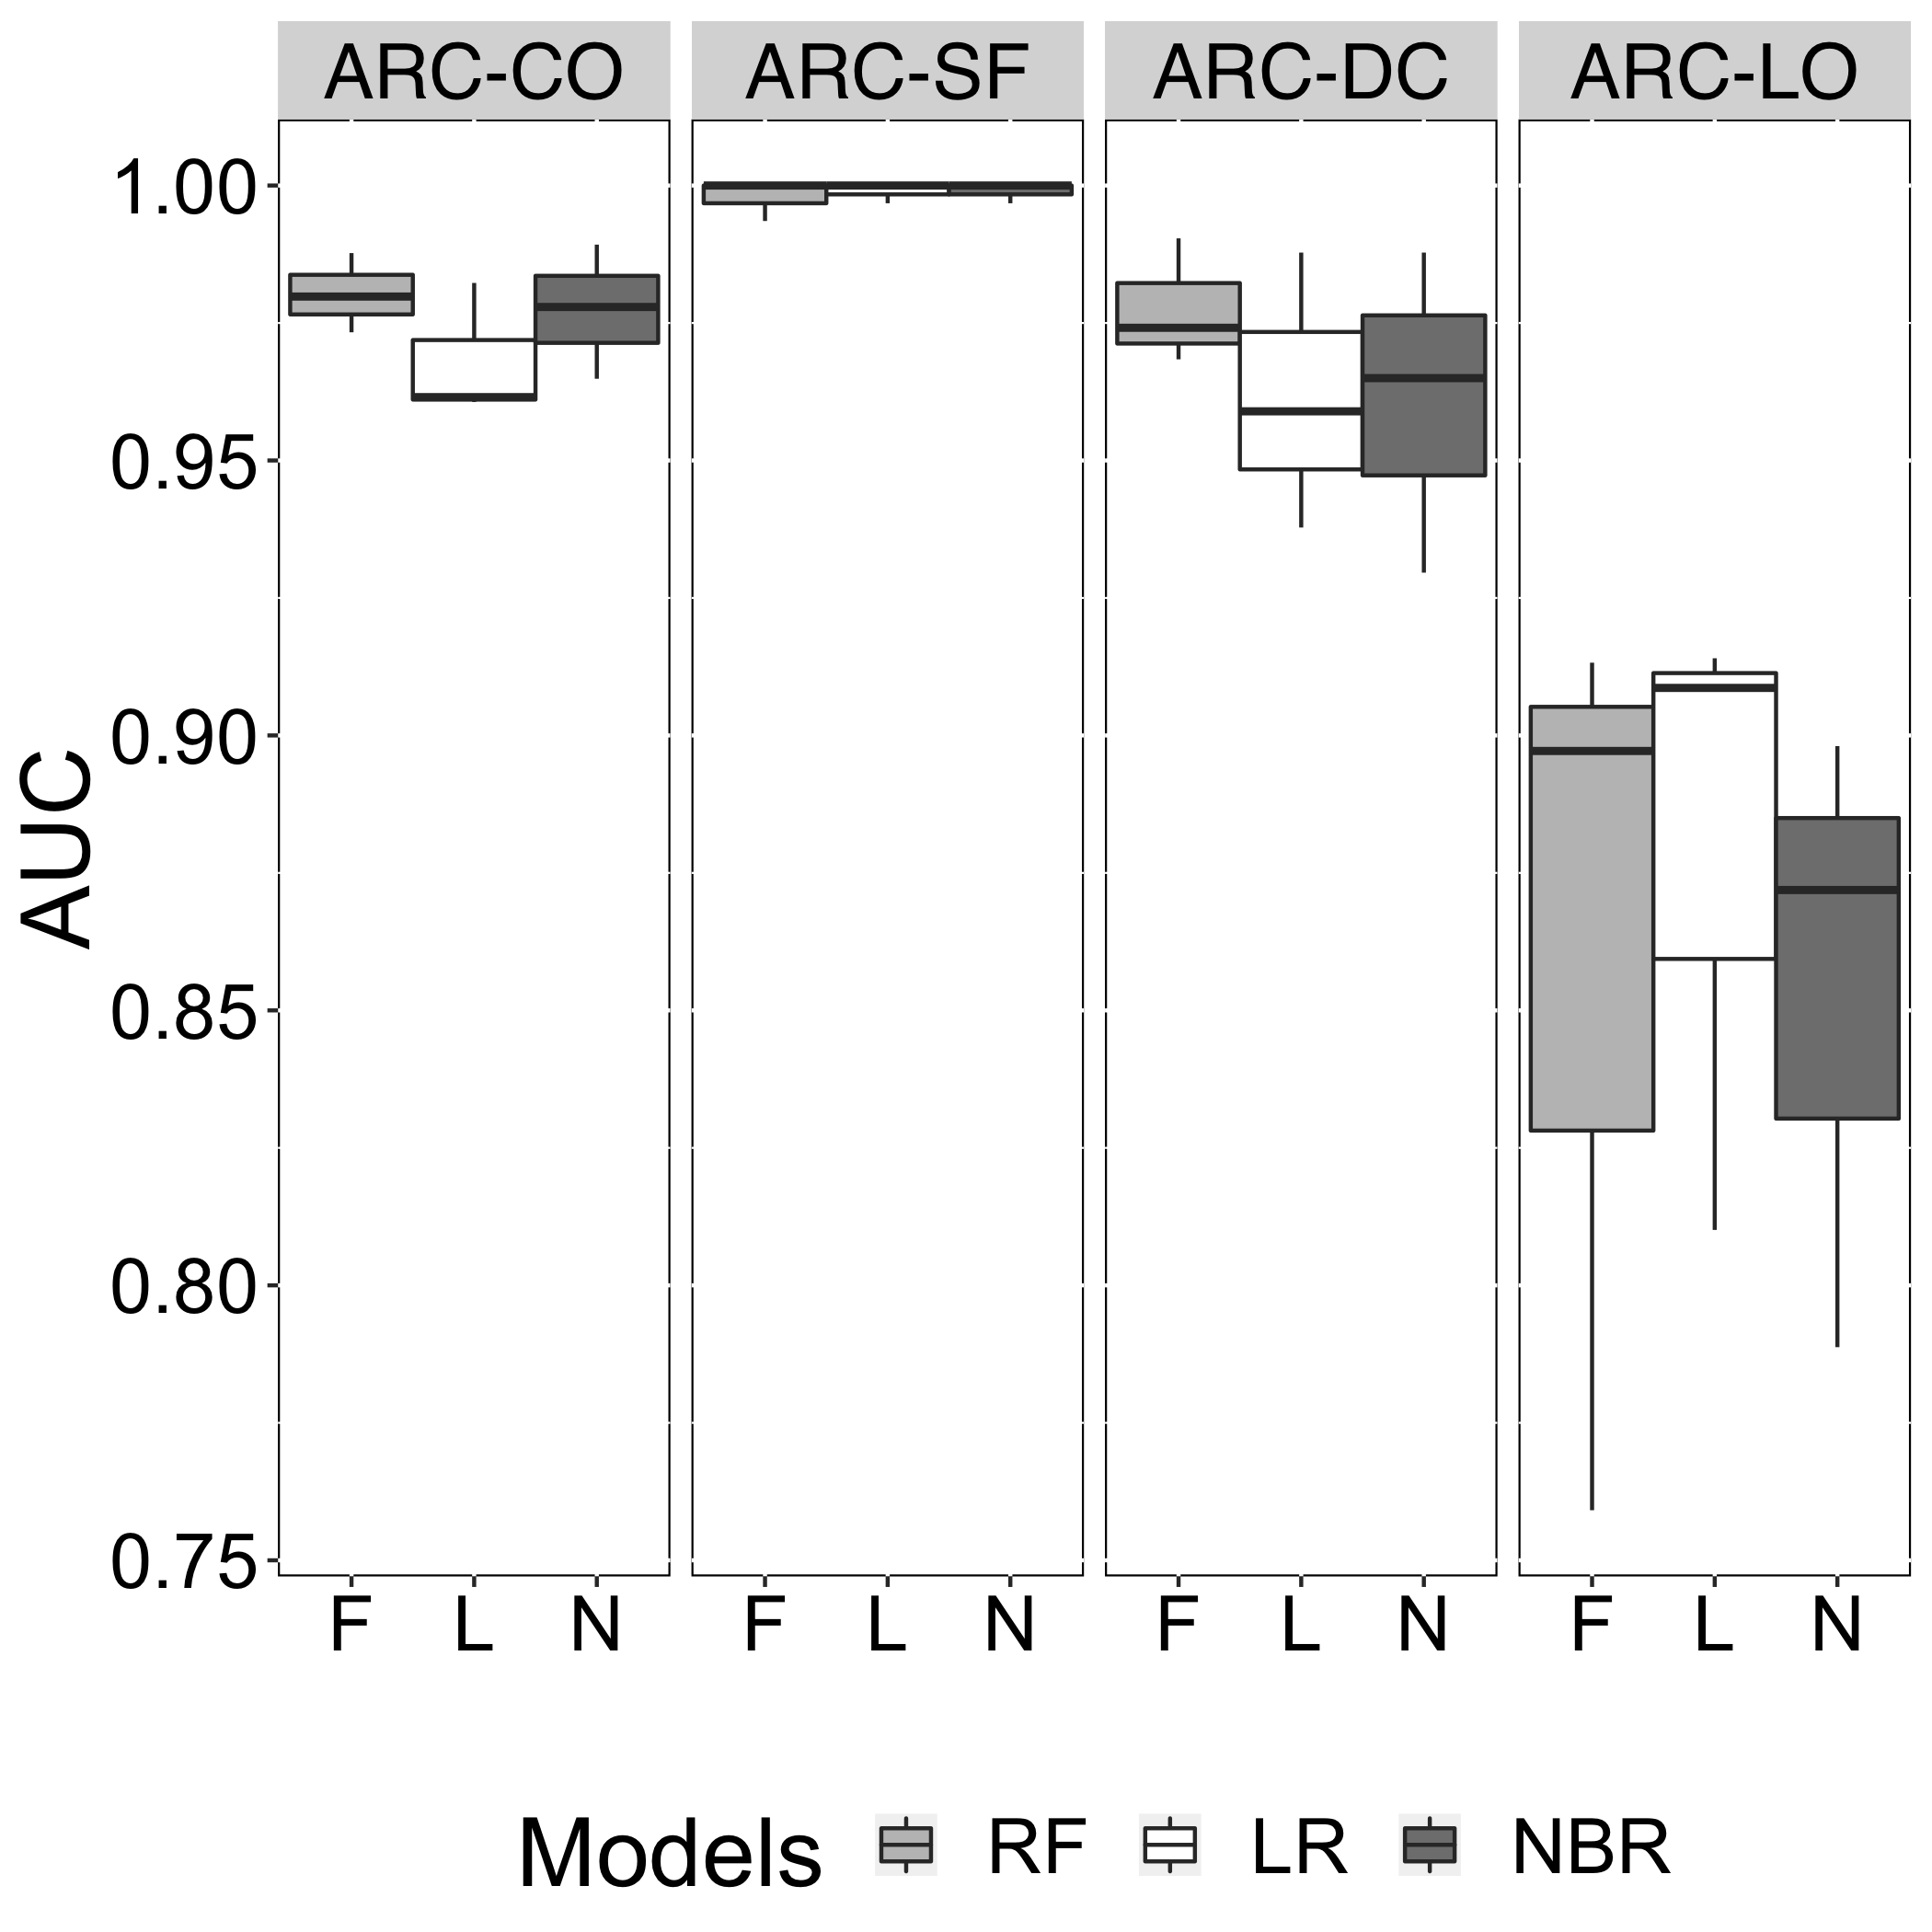 ARC-CO ARC-SF ARC-DC ARC-LO
1.00
0.95
0.90
0.85
0.80
0.75
AUC
F L N F L N F L N F L N
Models RF LR NBR